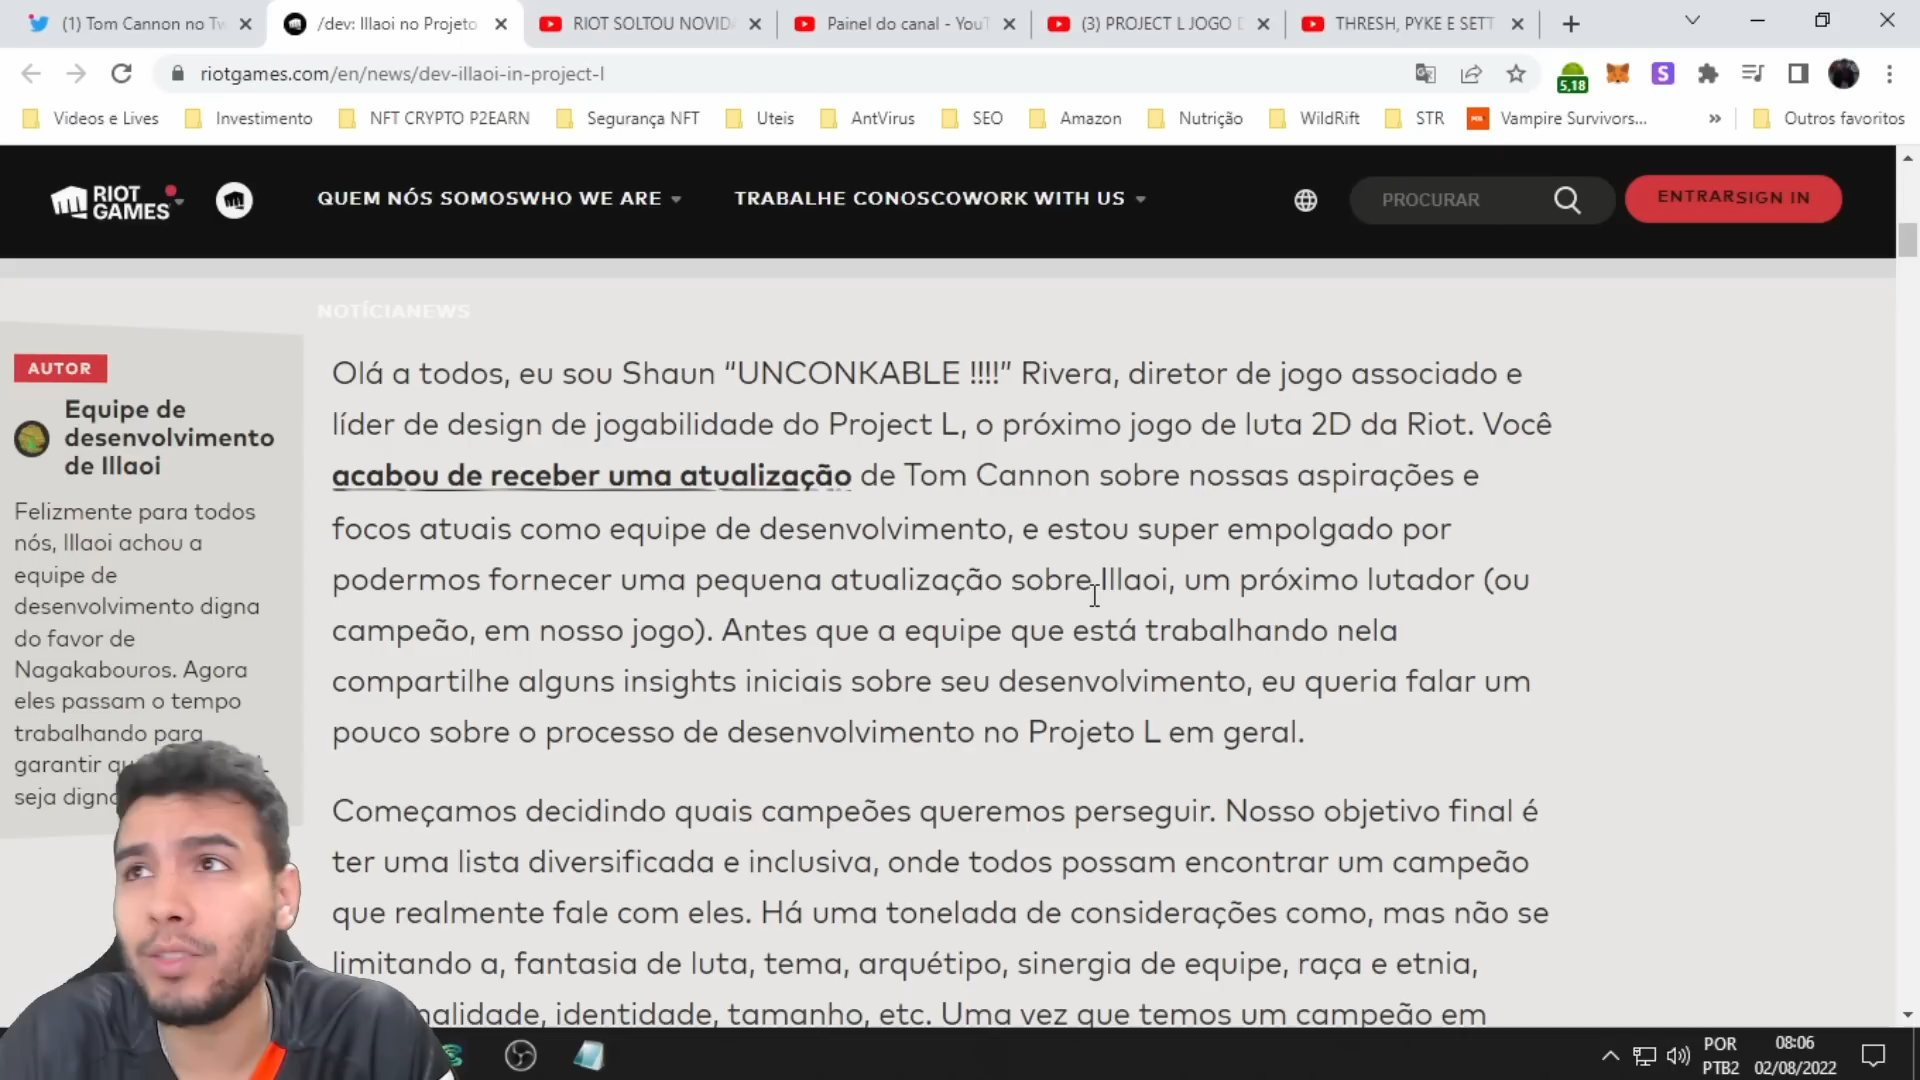 (1) Tom Cannon no Tw
/dev: Illaoi no Projeto
RIOT SOLTOU NOVID
Painel do canal - YouT
(3) PROJECT L JOGO D
THRESH, PYKE E SETT
riotgames.com/en/news/dev-illaoi-in-project-l
5,18
S
Videos e Lives
Investimento
NFT CRYPTO P2EARN
Segurança NFT
Uteis
AntVirus
SEO
Amazon
Nutrição
WildRift
STR
Vampire Survivors...
»
Outros favoritos
RIOT GAMES
QUEM NÓS SOMOSWHO WE ARE
TRABALHE CONOSCOWORK WITH US
PROCURAR
ENTRARSIGN IN
NOTÍCIANEWS
AUTOR
Equipe de
desenvolvimento
de Illaoi
Felizmente para todos
nós, Illaoi achou a
equipe de
desenvolvimento digna
do favor de
Nagakabouros. Agora
eles passam o tempo
trabalhando para
garantir
seja
Olá a todos, eu sou Shaun “UNCONKABLE !!!!” Rivera, diretor de jogo associado e
líder de design de jogabilidade do Project L, o próximo jogo de luta 2D da Riot. Você
acabou de receber uma atualização de Tom Cannon sobre nossas aspirações e
focos atuais como equipe de desenvolvimento, e estou super empolgado por
podermos fornecer uma pequena atualização sobre Illaoi, um próximo lutador (ou
campeão, em nosso jogo). Antes que a equipe que está trabalhando nela
compartilhe alguns insights iniciais sobre seu desenvolvimento, eu queria falar um
pouco sobre o processo de desenvolvimento no Projeto L em geral.
Começamos decidindo quais campeões queremos perseguir. Nosso objetivo final é
ter uma lista diversificada e inclusiva, onde todos possam encontrar um campeão
que realmente fale com eles. Há uma tonelada de considerações como, mas não se
limitando a, fantasia de luta, tema, arquétipo, sinergia de equipe, raça e etnia,
nalidade, identidade, tamanho, etc. Uma vez que temos um campeão em
POR
PTB2
08:06
02/08/2022